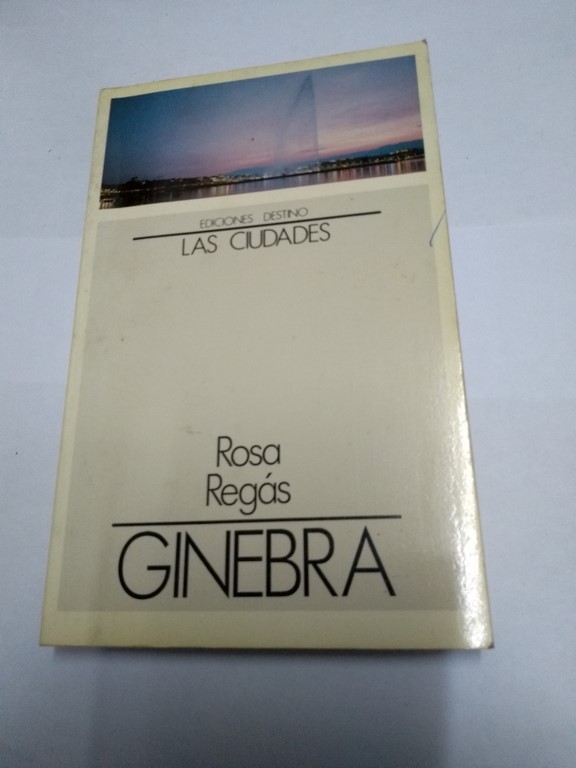 EDICIONES DESTINO
LAS CIUDADES
Rosa
Regás
GINEBRA